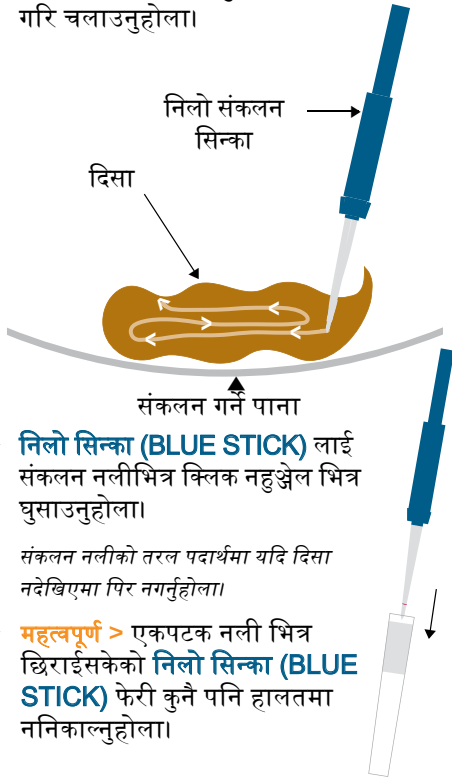 गरि चलाउनुहोला।
निलो संकलन
सिन्का
दिसा
संकलन गर्ने पाना
निलो सिन्का (BLUE STICK) लाई
संकलन नलीभित्र क्लिक नहुञ्जेल भित्र
घुसाउनुहोला।
संकलन नलीको तरल पदार्थमा यदि दिसा
नदेखिएमा पिर नगर्नुहोला।
महत्वपूर्ण > एकपटक नली भित्र
छिराईसकेको निलो सिन्का (BLUE
STICK) फेरी कुनै पनि हालतमा
ननिकाल्नुहोला।